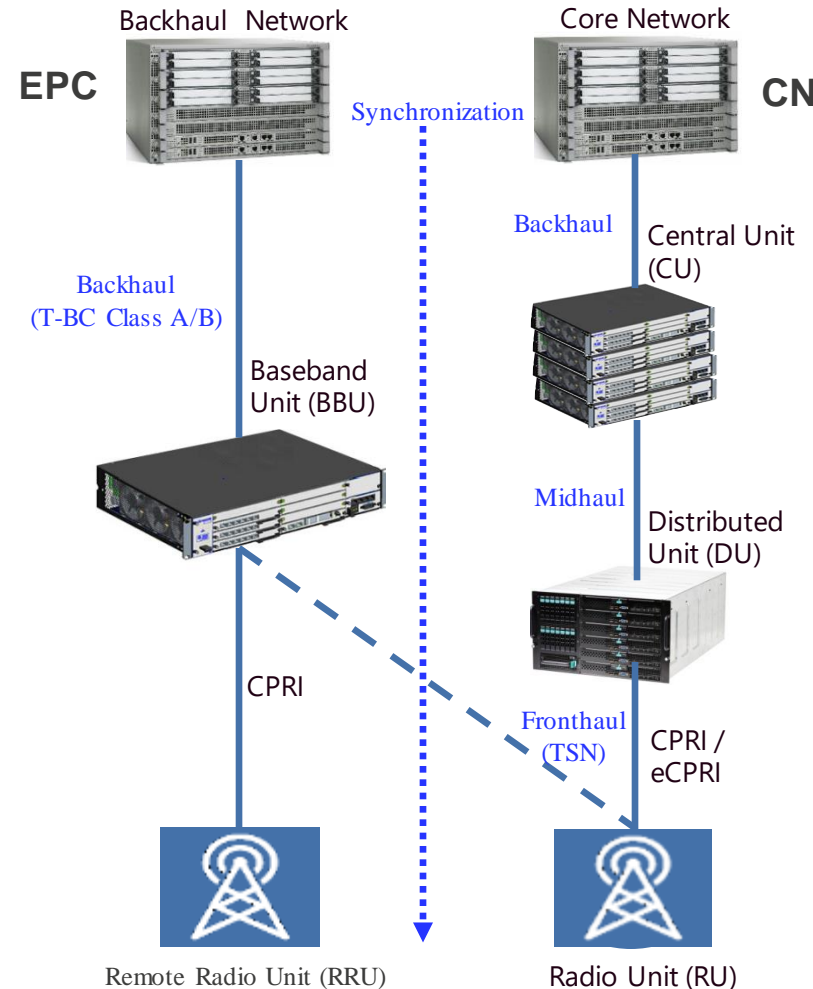 Backhaul Network
Core Network
EPC
CN
Synchronization
Backhaul
Central Unit
(CU)
Backhaul
(T-BC Class A/B)
Baseband
Unit (BBU)
Midhaul
Distributed
Unit (DU)
CPRI
Fronthaul
(TSN)
CPRI /
eCPRI
Remote Radio Unit (RRU)
Radio Unit (RU)